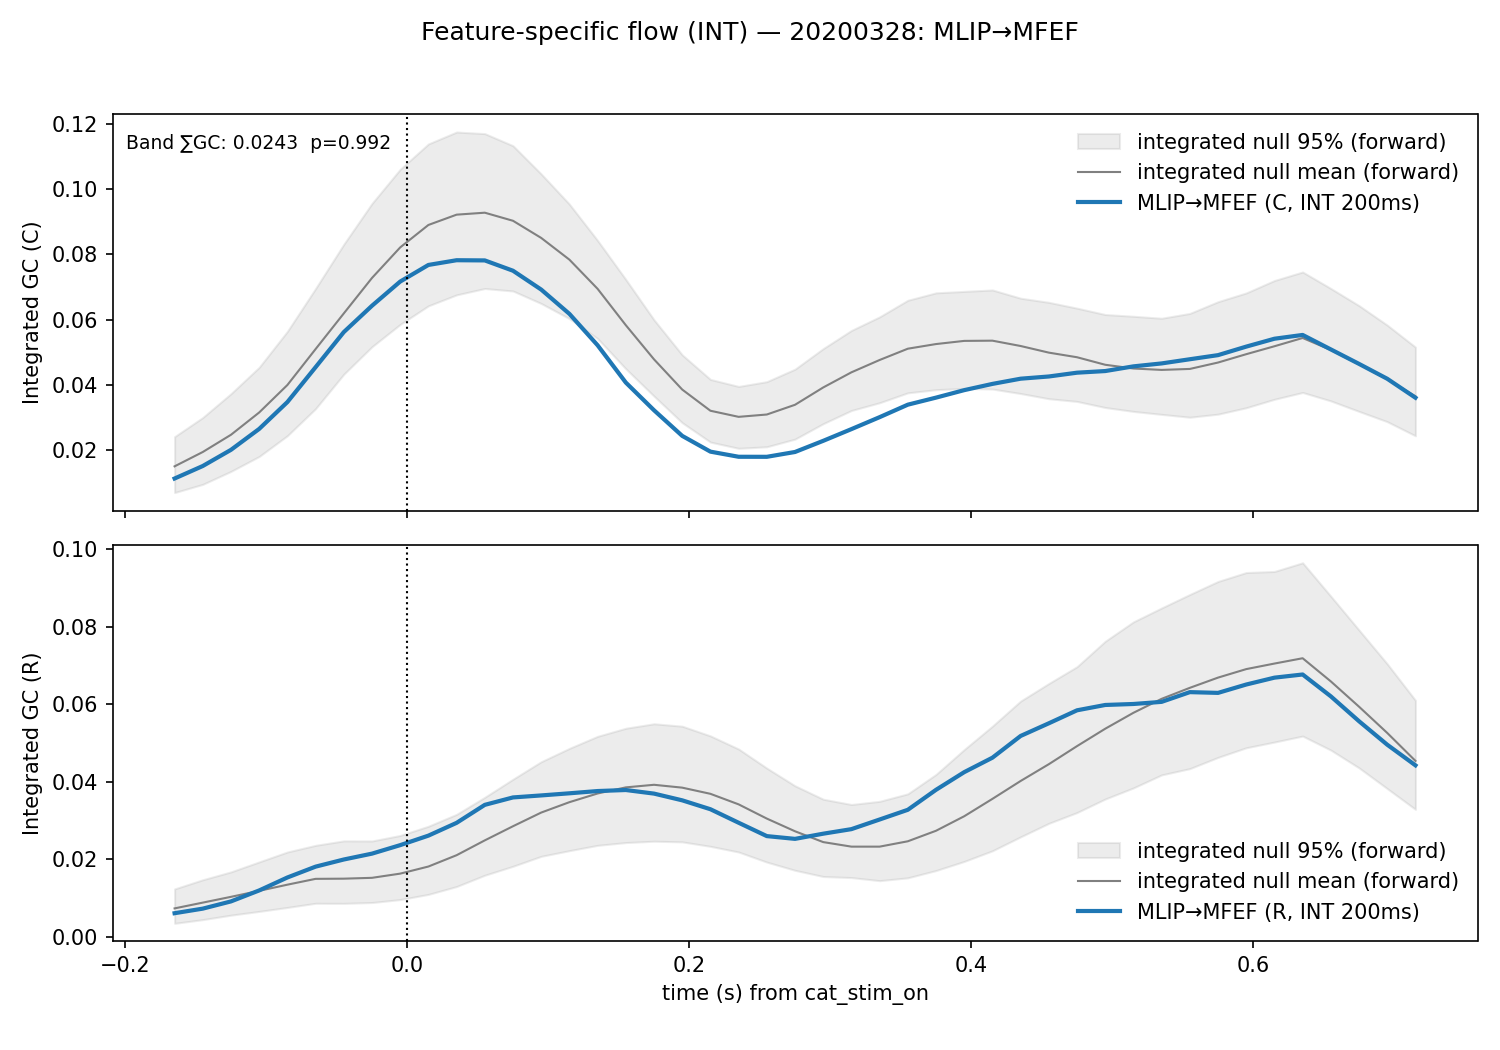 Feature-specific flow (INT) — 20200328: MLIP→MFEF
Band ∑GC: 0.0243  p=0.992
integrated null 95% (forward)
integrated null mean (forward)
MLIP→MFEF (C, INT 200ms)
Integrated GC (C)
0.12
0.10
0.08
0.06
0.04
0.02
Integrated GC (R)
0.10
0.08
0.06
0.04
0.02
0.00
integrated null 95% (forward)
integrated null mean (forward)
MLIP→MFEF (R, INT 200ms)
−0.2 0.0 0.2 0.4 0.6
time (s) from cat_stim_on